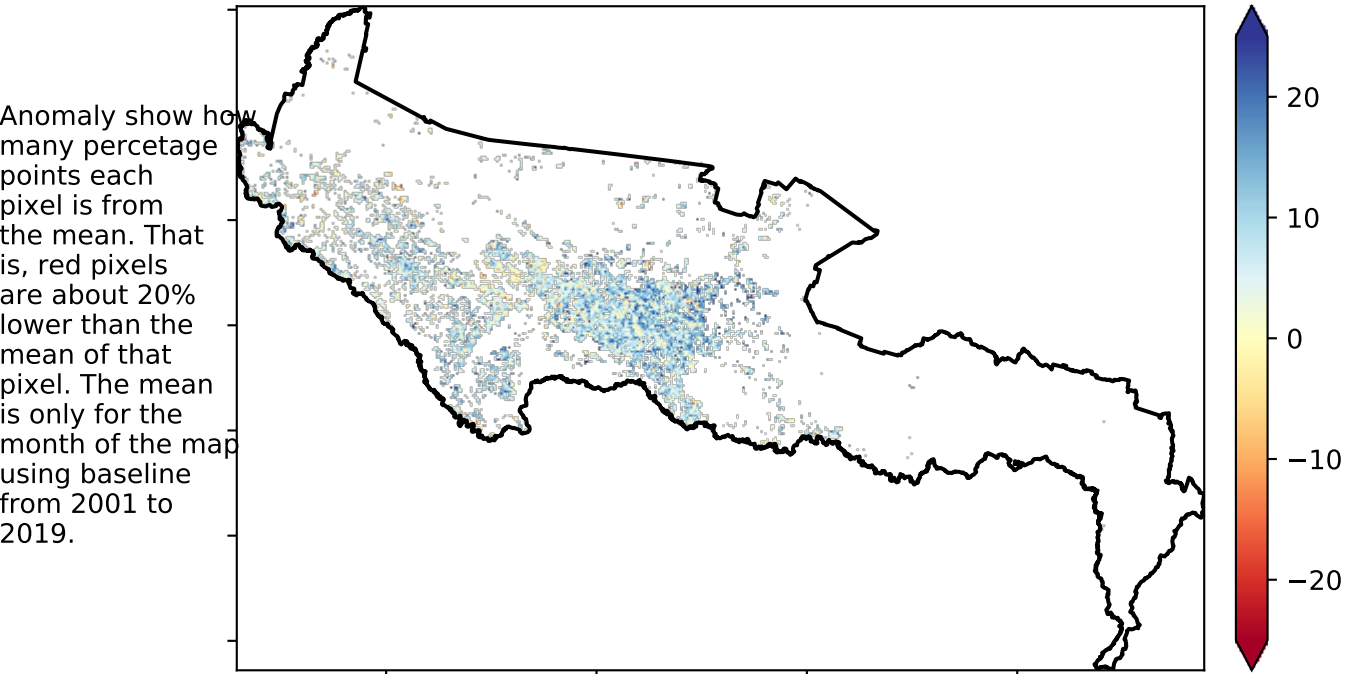 Anomaly show how
many percetage
points each
pixel is from
the mean. That
is, red pixels
are about 20%
lower than the
mean of that
pixel. The mean
is only for the
month of the map
using baseline
from 2001 to
2019.
20
10
0
−10
−20